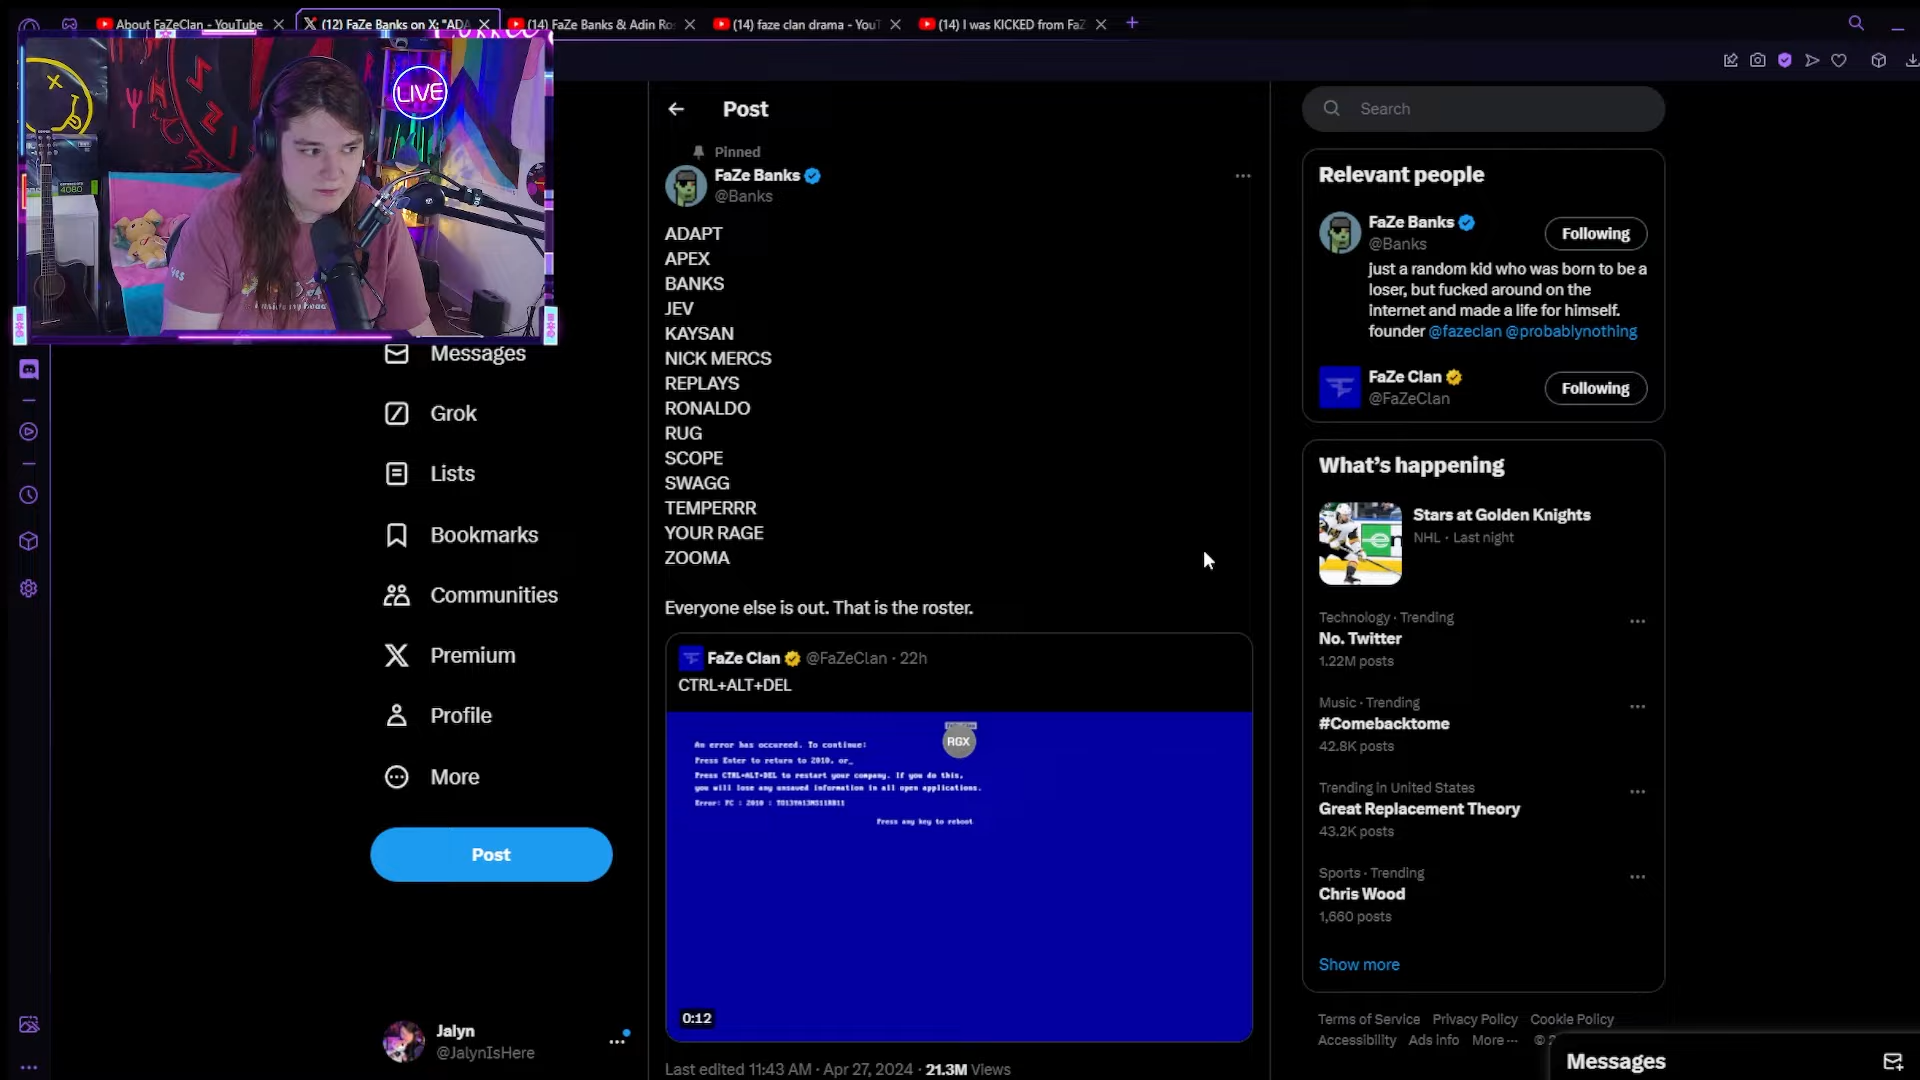 About FaZeClan - YouTube
(12) FaZe Banks on X: "ADA
(14) FaZe Banks & Adin Ro
(14) faze clan drama - YouT
(14) I was KICKED from FaZ
LIVE
4080
Post
Search
Pinned
FaZe Banks
@Banks
ADAPT
APEX
BANKS
JEV
KAYSAN
NICK MERCS
REPLAYS
RONALDO
RUG
SCOPE
SWAGG
TEMPERRR
YOUR RAGE
ZOOMA
Everyone else is out. That is the roster.
FaZe Clan @FaZeClan · 22h
CTRL+ALT+DEL
RGX
An error has occureed. To continue:
Press Enter to return to 2010, or_
Press CTRL+ALT+DEL to restart your company. If you do this,
you will lose any unsaved information in all open applications.
Press any key to reboot
0:12
Last edited 11:43 AM · Apr 27, 2024 · 21.3M Views
Messages
Grok
Lists
Bookmarks
Communities
Premium
Profile
More
Post
Jalyn
@JalynIsHere
Relevant people
FaZe Banks
@Banks
Following
just a random kid who was born to be a
loser, but fucked around on the
internet and made a life for himself.
founder @fazeclan @probablynothing
FaZe Clan
@FaZeClan
Following
What's happening
Stars at Golden Knights
NHL · Last night
Technology · Trending
No. Twitter
1.22M posts
Music · Trending
#Comebacktome
42.8K posts
Trending in United States
Great Replacement Theory
43.2K posts
Sports · Trending
Chris Wood
1,660 posts
Show more
Terms of Service Privacy Policy Cookie Policy
Accessibility Ads info More ··· ©
Messages